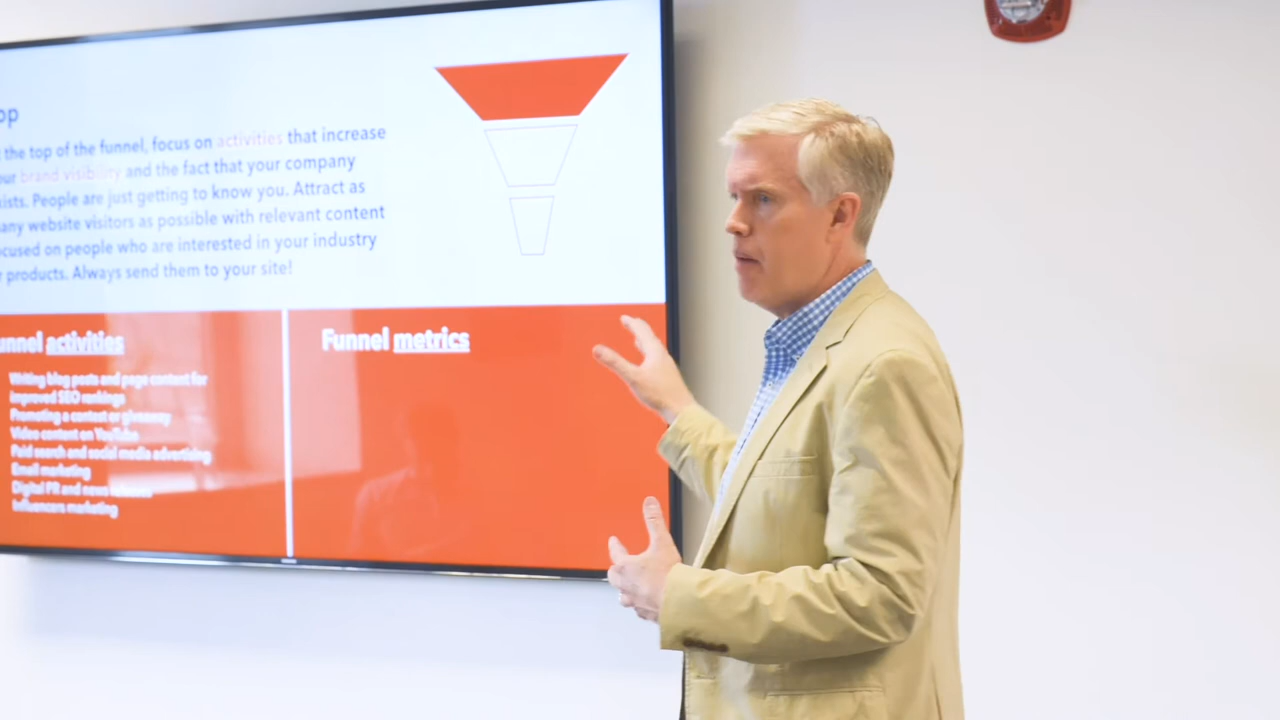 op
the top of the funnel, focus on activities that increase
ur brand visibility and the fact that your company
xists. People are just getting to know you. Attract as
any website visitors as possible with relevant content
ocused on people who are interested in your industry
r products. Always send them to your site!
unnel activities
Writing blog posts and page content for
improved SEO rankings
Promoting a contest or giveaway
Video content on YouTube
Paid search and social media advertising
Email marketing
Digital PR and news releases
Influencers marketing
Funnel metrics